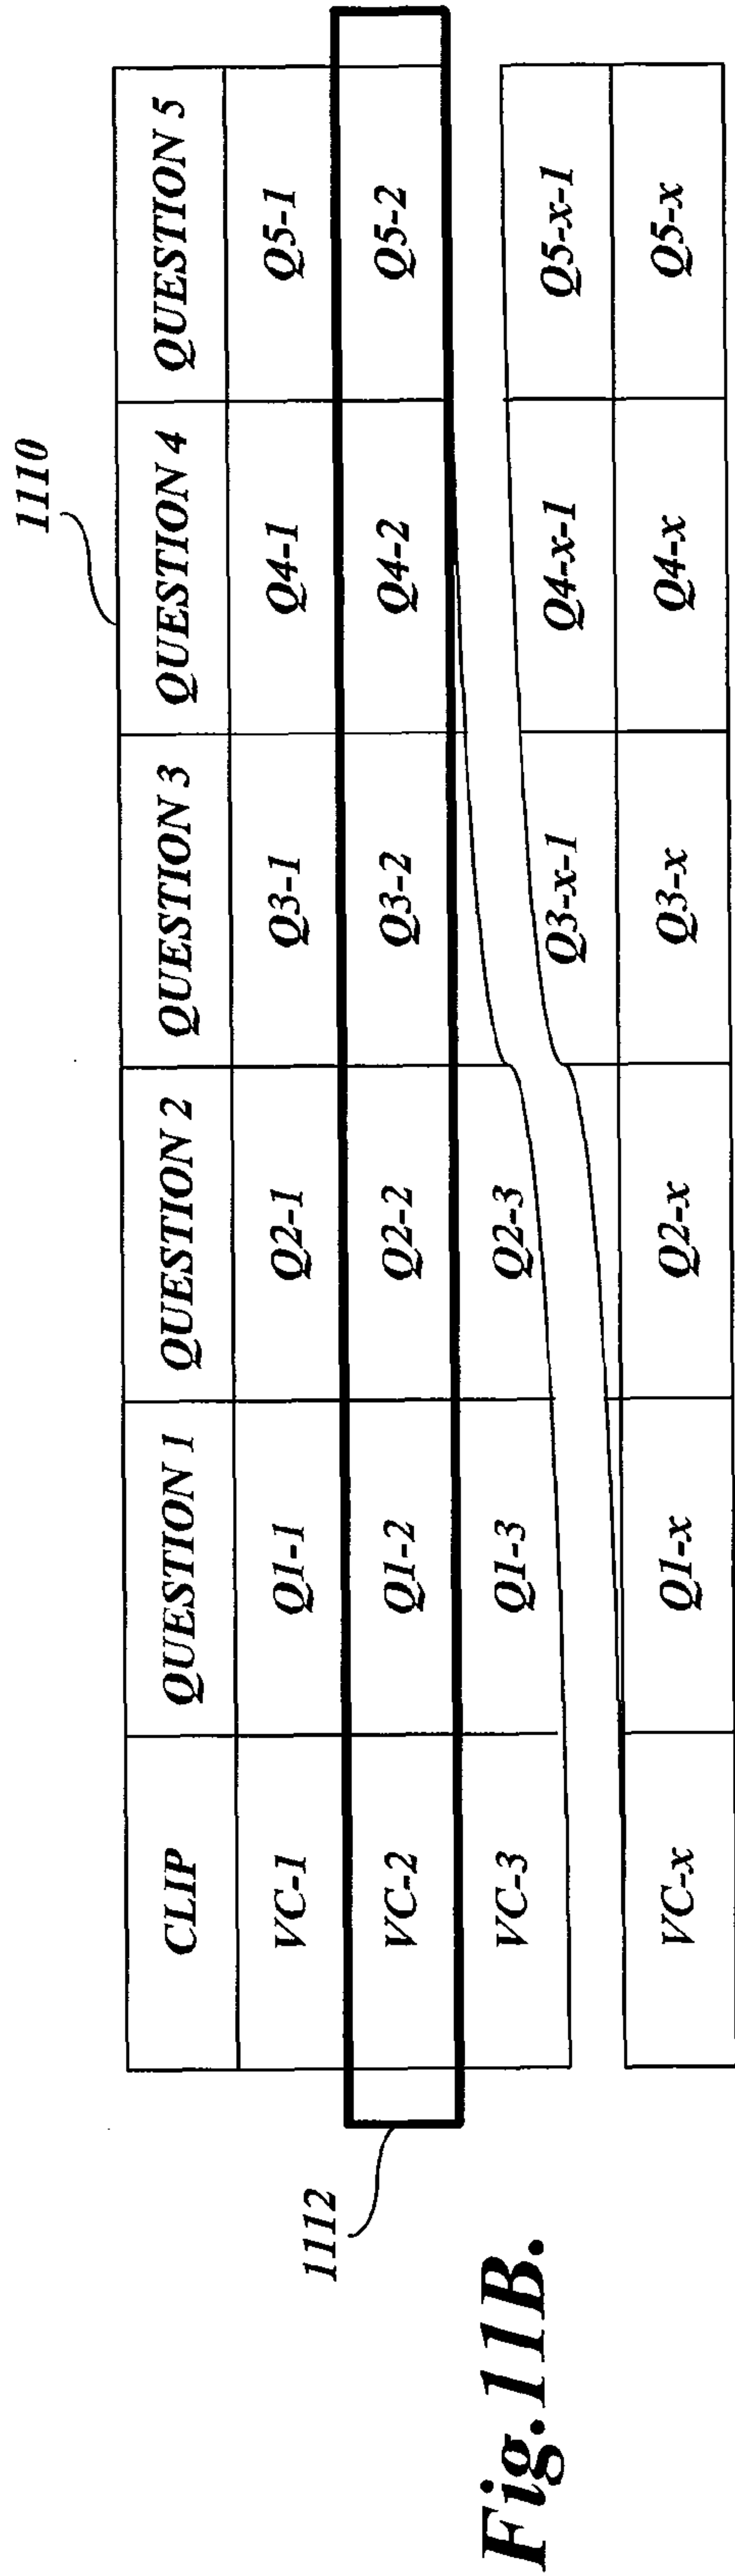 1110
CLIP QUESTION 1 QUESTION 2 QUESTION 3 QUESTION 4 QUESTION 5
VC-1 Q1-1 Q2-1 Q3-1 Q4-1 Q5-1
VC-2 Q1-2 Q2-2 Q3-2 Q4-2 Q5-2
VC-3 Q1-3 Q2-3
Q3-x-1 Q4-x-1 Q5-x-1
VC-x Q1-x Q2-x Q3-x Q4-x Q5-x
1112
Fig.11B.